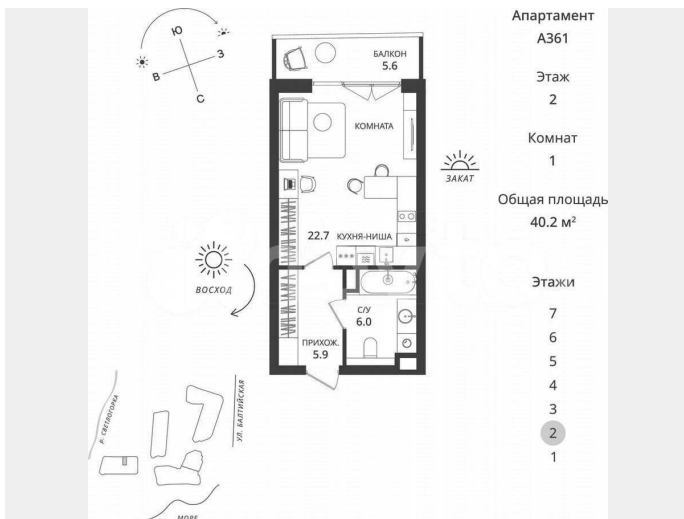 Ю
З
В
С
БАЛКОН
5.6
КОМНАТА
22.7
КУХНЯ-НИША
С/У
6.0
ПРИХОЖ.
5.9
ВОСХОД
ЗАКАТ
р. СВЕТЛОГОРКА
УЛ. БАЛТИЙСКАЯ
МОРЕ
Апартамент
А361
Этаж
2
Комнат
1
Общая площадь
40.2 м²
Этажи
7
6
5
4
3
2
1